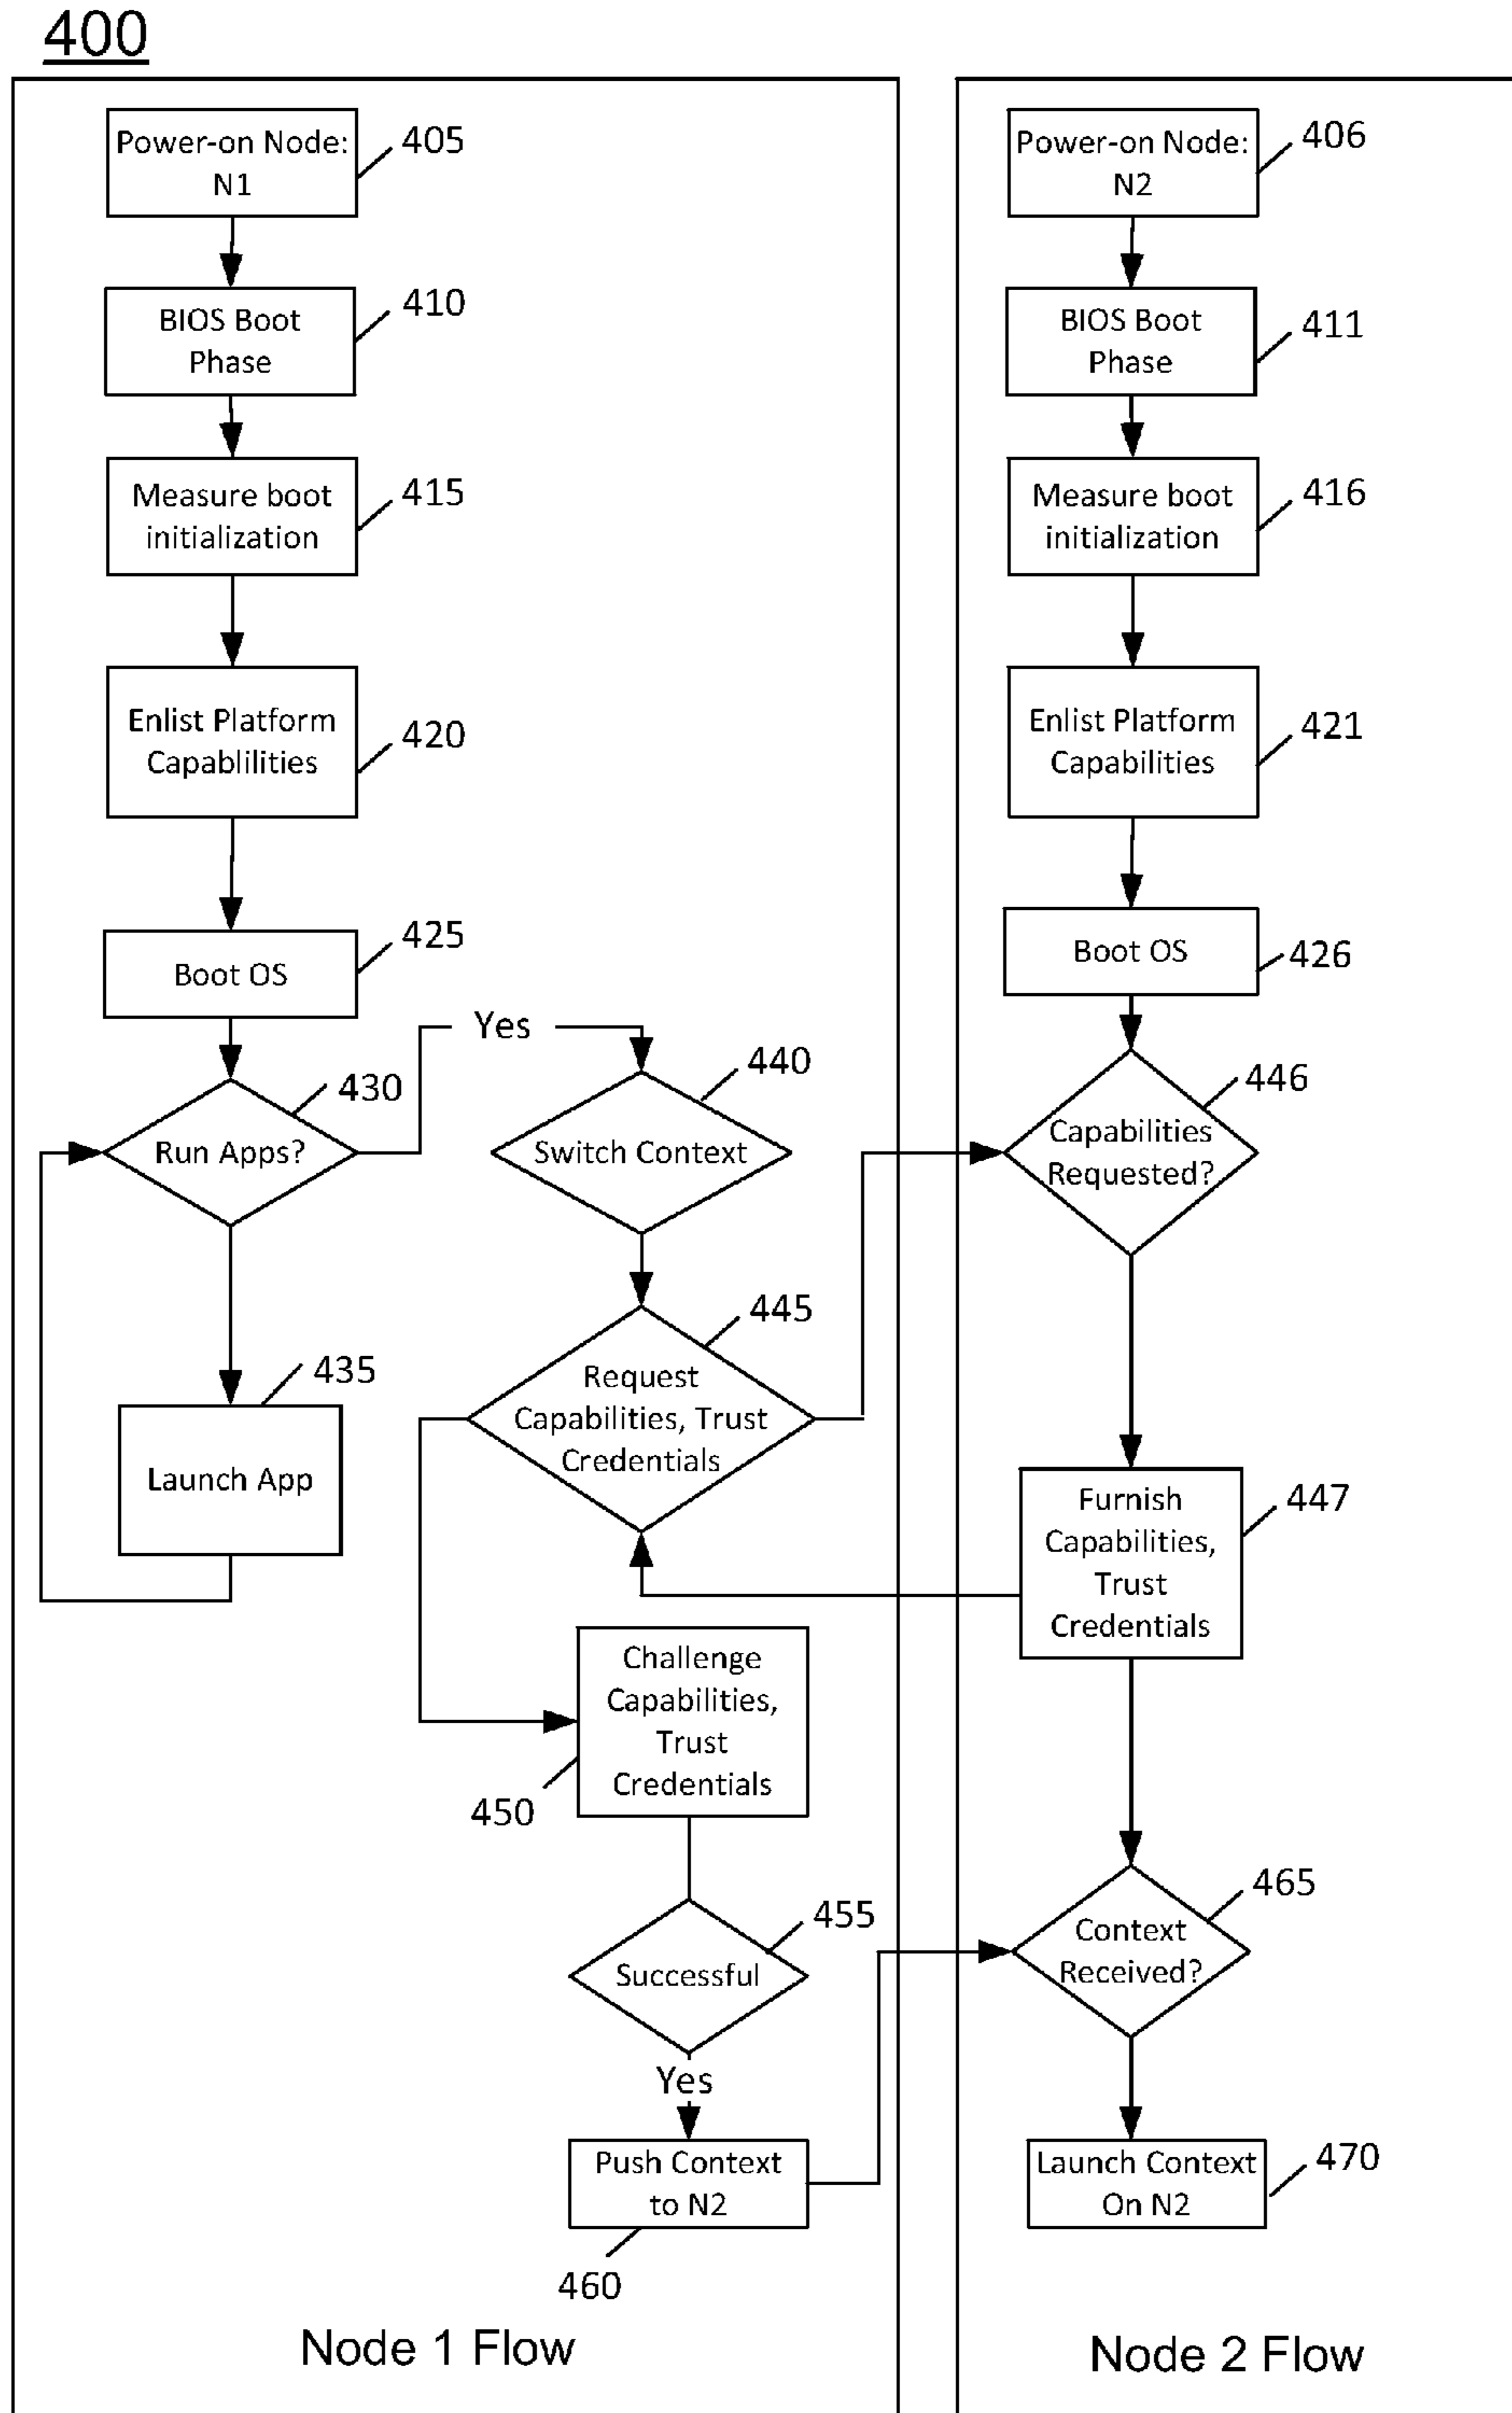 400
Power-on Node:
N1
405
BIOS Boot
Phase
410
Measure boot
initialization
415
Enlist Platform
Capablilities
420
Boot OS
425
Run Apps?
430
Yes
Launch App
435
Switch Context
440
Request
Capabilities, Trust
Credentials
445
Challenge
Capabilities,
Trust
Credentials
450
Successful
455
Yes
Push Context
to N2
460
Node 1 Flow
Power-on Node:
N2
406
BIOS Boot
Phase
411
Measure boot
initialization
416
Enlist Platform
Capabilities
421
Boot OS
426
Capabilities
Requested?
446
Furnish
Capabilities,
Trust
Credentials
447
Context
Received?
465
Launch Context
On N2
470
Node 2 Flow